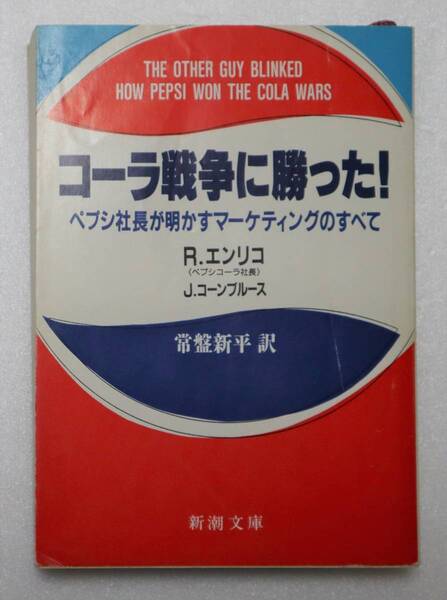 THE OTHER GUY BLINKED
HOW PEPSI WON THE COLA WARS
コーラ戦争に勝った!
ペプシ社長が明かすマーケティングのすべて
R.エンリコ
(ペプシコーラ社長)
J.コーンブルース
常盤新平 訳
新潮文庫